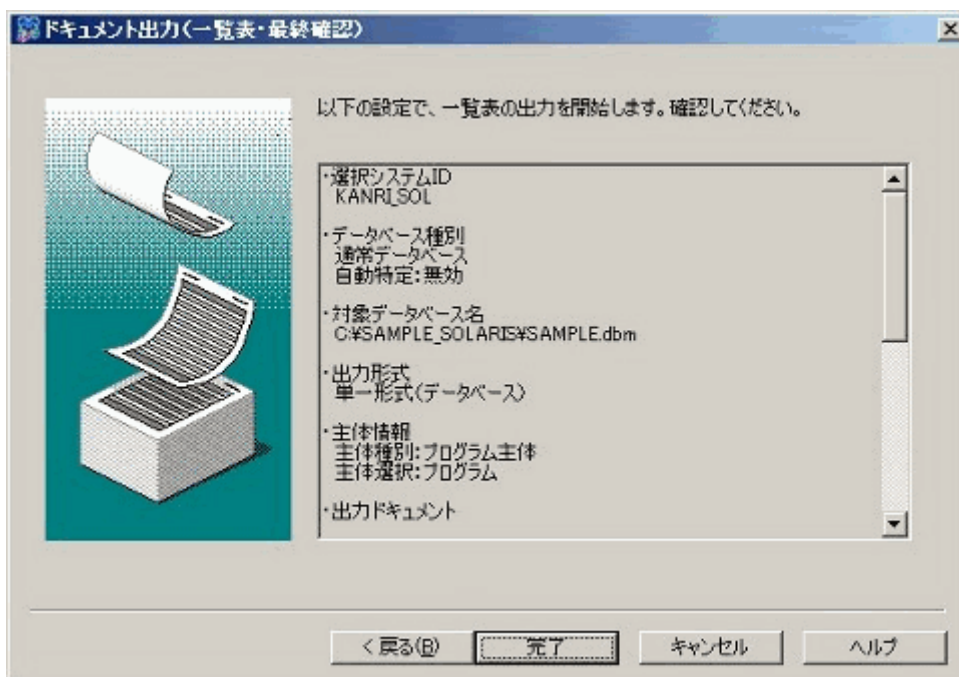 ドキュメント出力(一覧表・最終確認)
以下の設定で、一覧表の出力を開始します。確認してください。
・選択システムID
KANRI_SOL
・データベース種別
通常データベース
自動特定:無効
・対象データベース名
C:¥SAMPLE_SOLARIS¥SAMPLE.dbm
・出力形式
単一形式(データベース)
・主体情報
主体種別:プログラム主体
主体選択:プログラム
・出力ドキュメント
< 戻る(B) 完了 キャンセル ヘルプ